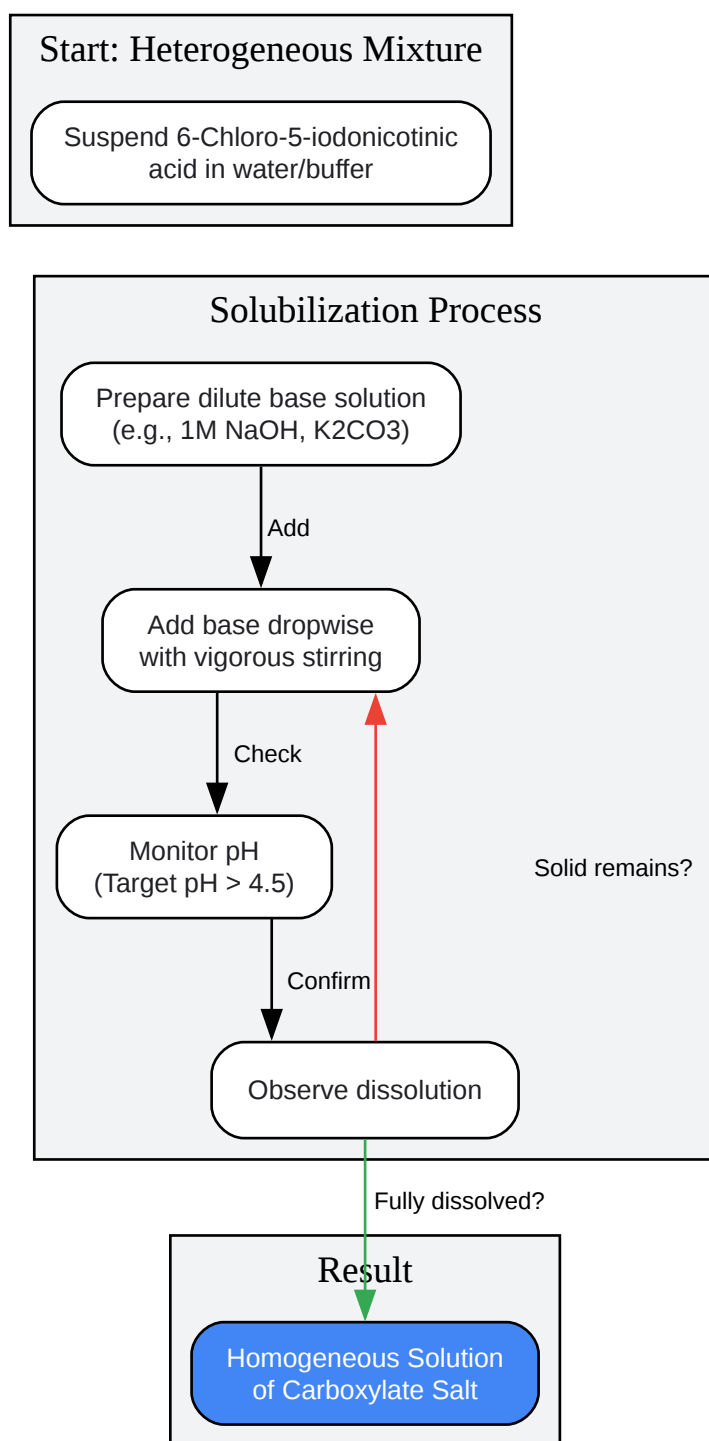 Start: Heterogeneous Mixture
Suspend 6-Chloro-5-iodonicotinic
acid in water/buffer
Solubilization Process
Prepare dilute base solution
(e.g., 1M NaOH, K2CO3)
Add
Add base dropwise
with vigorous stirring
Check
Monitor pH
(Target pH > 4.5)
Solid remains?
Confirm
Observe dissolution
Fully dissolved?
Result
Homogeneous Solution
of Carboxylate Salt